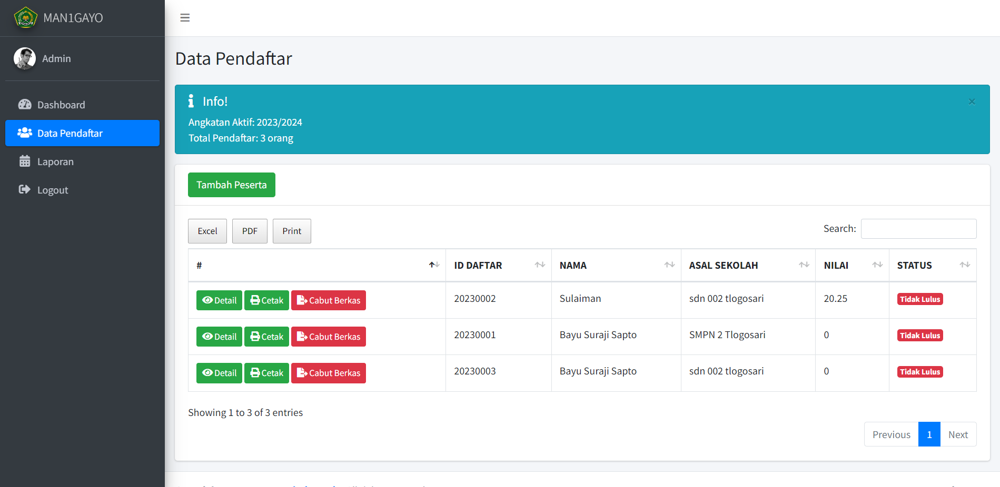 MAN1GAYO
Admin
Dashboard
Data Pendaftar
Laporan
Logout
Data Pendaftar
Info!
×
Angkatan Aktif: 2023/2024
Total Pendaftar: 3 orang
Tambah Peserta
Excel PDF Print
Search:
# ID DAFTAR NAMA ASAL SEKOLAH NILAI STATUS
Detail Cetak Cabut Berkas 20230002 Sulaiman sdn 002 tlogosari 20.25 Tidak Lulus
Detail Cetak Cabut Berkas 20230001 Bayu Suraji Sapto SMPN 2 Tlogosari 0 Tidak Lulus
Detail Cetak Cabut Berkas 20230003 Bayu Suraji Sapto sdn 002 tlogosari 0 Tidak Lulus
Showing 1 to 3 of 3 entries
Previous 1 Next